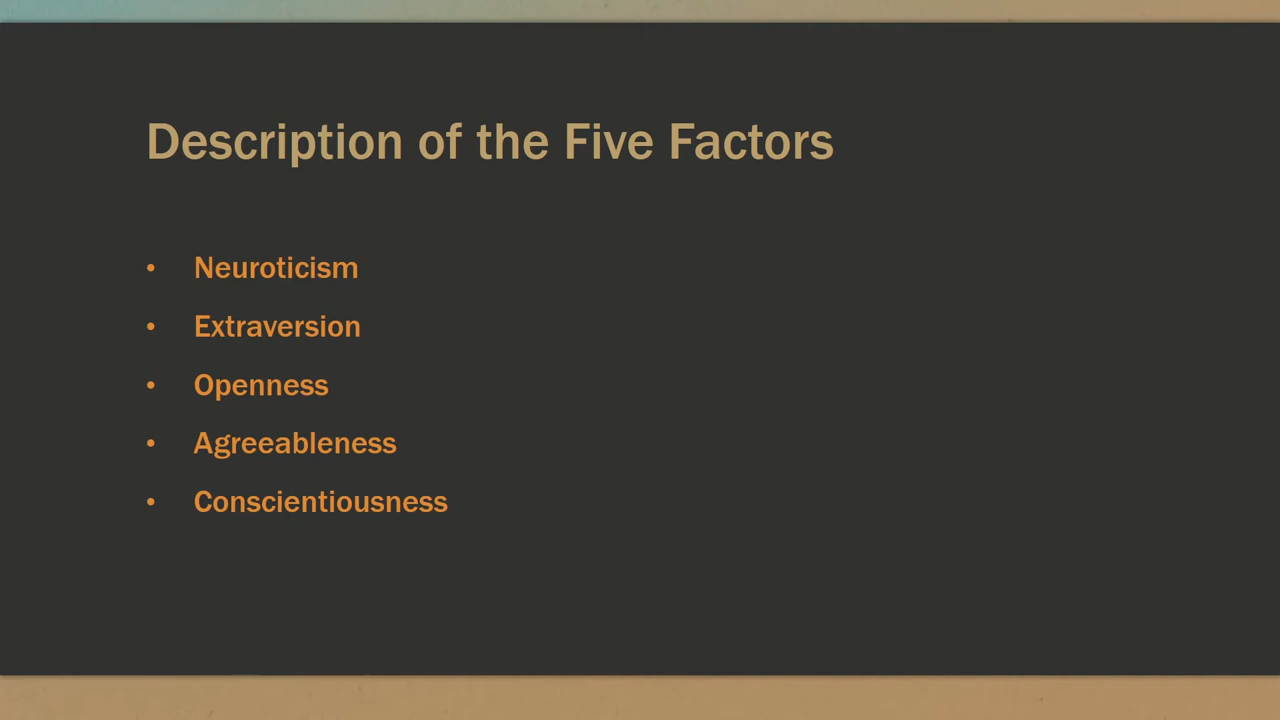 Description of the Five Factors
• Neuroticism
• Extraversion
• Openness
• Agreeableness
• Conscientiousness